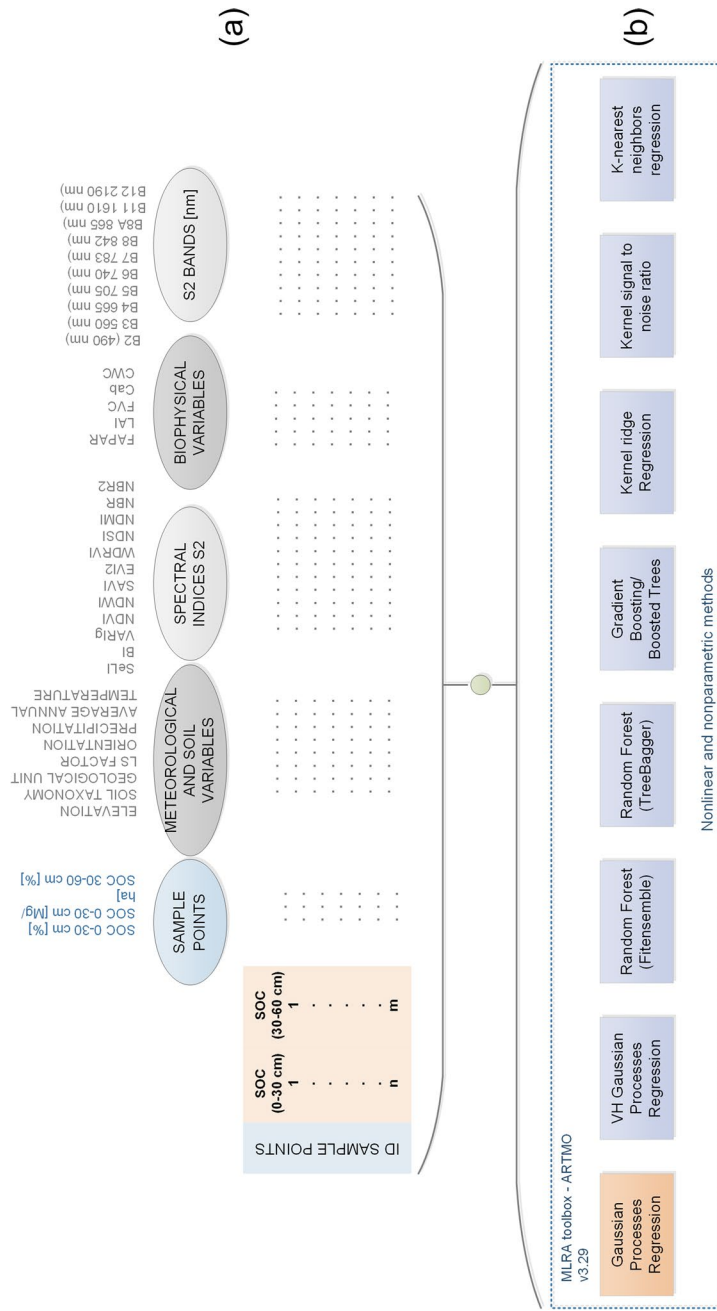 (a)
SOC 0-30 cm [%]
SOC 0-30 cm [Mg/
ha]
SOC 30-60 cm [%]
ELEVATION
SOIL TAXONOMY
GEOLOGICAL UNIT
LS FACTOR
ORIENTATION
PRECIPITATION
AVERAGE ANNUAL
TEMPERATURE
SeLI
BI
VARIg
NDVI
NDWI
SAVI
EVI2
WDRVI
NDSI
NDMI
NBR
NBR2
FAPAR
LAI
FVC
Cab
CWC
B2 (490 nm)
B3 560 nm)
B4 665 nm)
B5 705 nm)
B6 740 nm)
B7 783 nm)
B8 842 nm)
B8A 865 nm)
B11 1610 nm)
B12 2190 nm)
SAMPLE
POINTS
METEOROLOGICAL
AND SOIL
VARIABLES
SPECTRAL
INDICES S2
BIOPHYSICAL
VARIABLES
S2 BANDS [nm]
ID SAMPLE POINTS
SOC
(0-30 cm)
1
n
SOC
(30-60 cm)
1
m
(b)
MLRA toolbox - ARTMO
v3.29
Gaussian
Processes
Regression
VH Gaussian
Processes
Regression
Random Forest
(Fitensemble)
Random Forest
(TreeBagger)
Gradient
Boosting/
Boosted Trees
Kernel ridge
Regression
Kernel signal to
noise ratio
K-nearest
neighbors
regression
Nonlinear and nonparametric methods